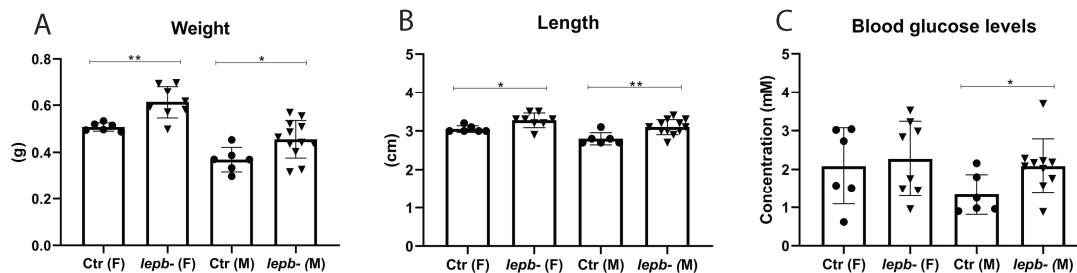 A
Weight
**
*
0.8
0.6
0.4
0.2
0.0
(g)
Ctr (F)
lepb- (F)
Ctr (M)
lepb- (M)
B
Length
*
**
5
4
3
2
1
0
(cm)
Ctr (F)
lepb- (F)
Ctr (M)
lepb- (M)
C
Blood glucose levels
*
5
4
3
2
1
0
Concentration (mM)
Ctr (F)
lepb- (F)
Ctr (M)
lepb- (M)